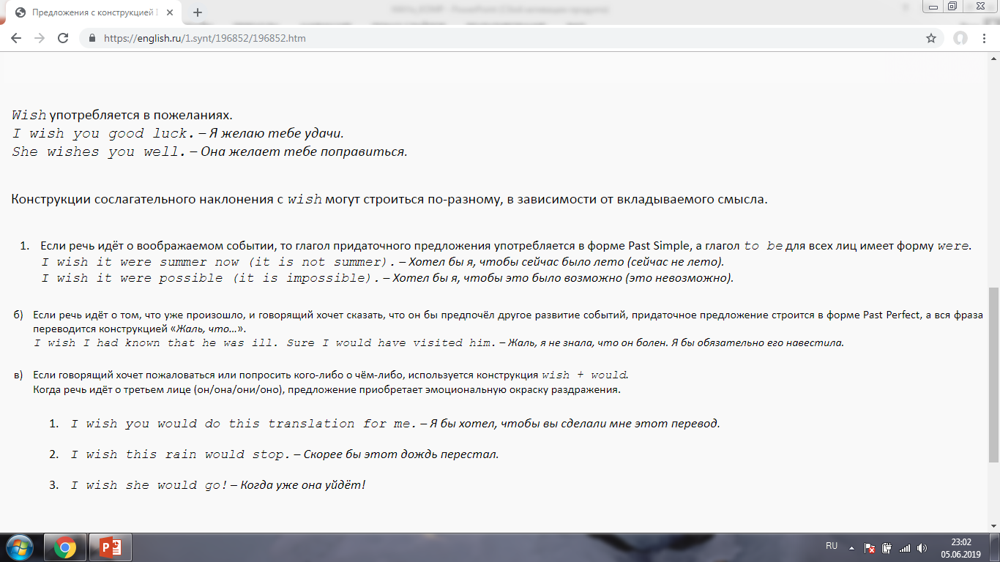 Предложения с конструкцией I
https://english.ru/1.synt/196852/196852.htm
Wish употребляется в пожеланиях.
I wish you good luck. – Я желаю тебе удачи.
She wishes you well. – Она желает тебе поправиться.
Конструкции сослагательного наклонения с wish могут строиться по-разному, в зависимости от вкладываемого смысла.
1. Если речь идёт о воображаемом событии, то глагол придаточного предложения употребляется в форме Past Simple, а глагол to be для всех лиц имеет форму were.
I wish it were summer now (it is not summer). – Хотел бы я, чтобы сейчас было лето (сейчас не лето).
I wish it were possible (it is impossible). – Хотел бы я, чтобы это было возможно (это невозможно).
б) Если речь идёт о том, что уже произошло, и говорящий хочет сказать, что он бы предпочёл другое развитие событий, придаточное предложение строится в форме Past Perfect, а вся фраза
переводится конструкцией «Жаль, что…».
I wish I had known that he was ill. Sure I would have visited him. – Жаль, я не знала, что он болен. Я бы обязательно его навестила.
в) Если говорящий хочет пожаловаться или попросить кого-либо о чём-либо, используется конструкция wish + would.
Когда речь идёт о третьем лице (он/она/они/оно), предложение приобретает эмоциональную окраску раздражения.
1. I wish you would do this translation for me. – Я бы хотел, чтобы вы сделали мне этот перевод.
2. I wish this rain would stop. – Скорее бы этот дождь перестал.
3. I wish she would go! – Когда уже она уйдёт!
RU
23:02
05.06.2019